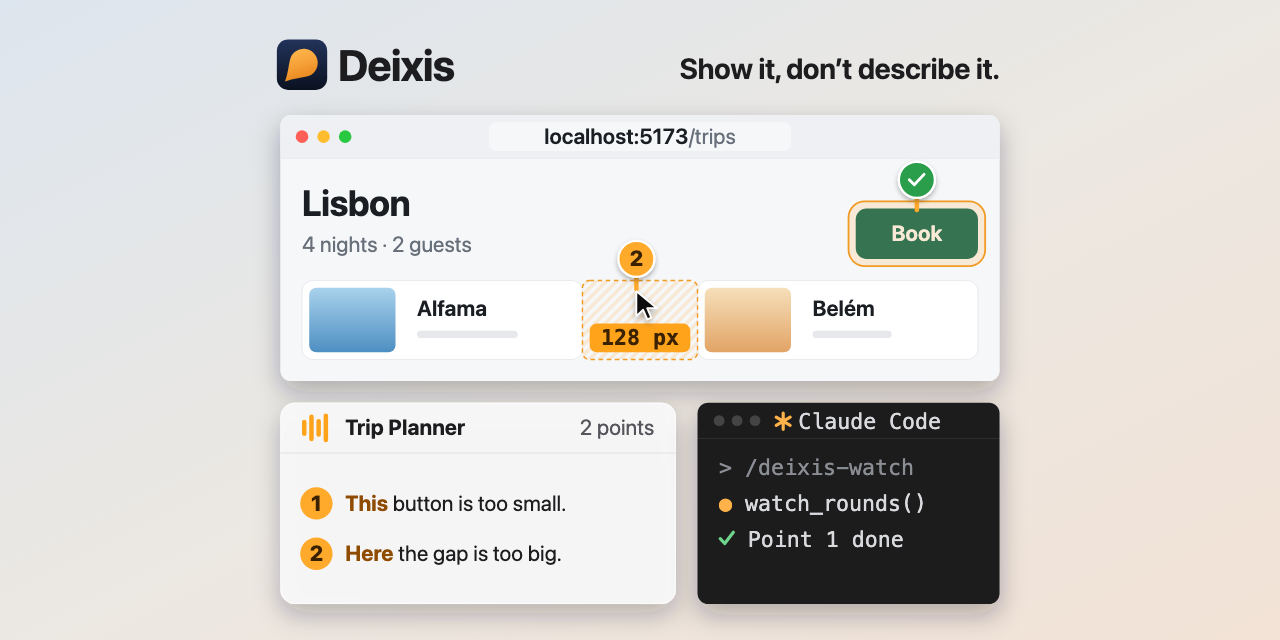 Deixis
Show it, don’t describe it.
localhost:5173/trips
Lisbon
4 nights · 2 guests
Book
2
Alfama
128 px
Belém
Trip Planner
2 points
1 This button is too small.
2 Here the gap is too big.
Claude Code
> /deixis-watch
watch_rounds()
Point 1 done